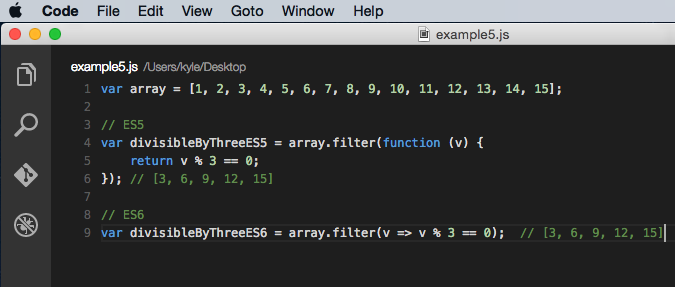 Code File Edit View Goto Window Help
example5.js
example5.js /Users/kyle/Desktop
1 var array = [1, 2, 3, 4, 5, 6, 7, 8, 9, 10, 11, 12, 13, 14, 15];
2
3 // ES5
4 var divisibleByThreeES5 = array.filter(function (v) {
5     return v % 3 == 0;
6 }); // [3, 6, 9, 12, 15]
7
8 // ES6
9 var divisibleByThreeES6 = array.filter(v => v % 3 == 0);  // [3, 6, 9, 12, 15]